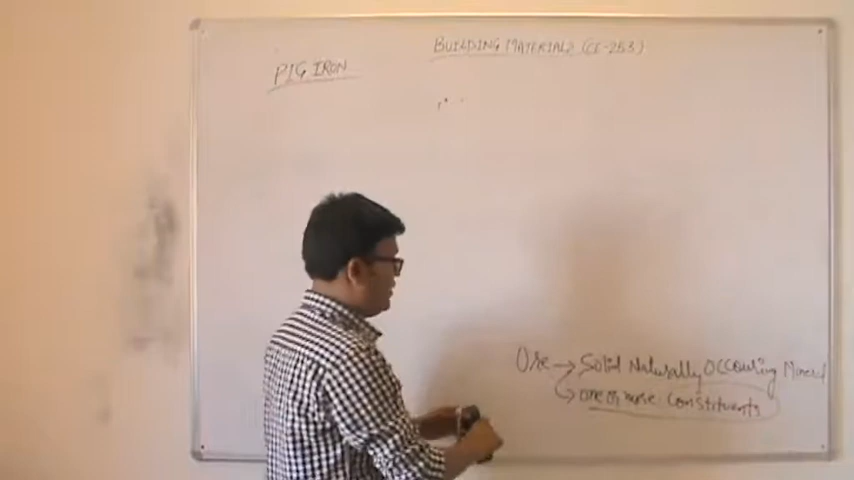 BUILDING MATERIALS (CE-253)
PIG IRON
Ore → Solid Naturally Occurring Mineral
→ one or more Constituents